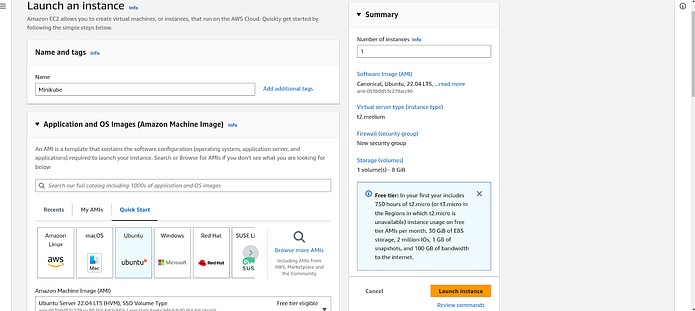 Launch an instance Info
Amazon EC2 allows you to create virtual machines, or instances, that run on the AWS Cloud. Quickly get started by
following the simple steps below.
Name and tags Info
Name
Minikube
Add additional tags
Application and OS Images (Amazon Machine Image) Info
An AMI is a template that contains the software configuration (operating system, application server, and
applications) required to launch your instance. Search or Browse for AMIs if you don't see what you are looking for
below
Search our full catalog including 1000s of application and OS images
Recents
My AMIs
Quick Start
Amazon
Linux
aws
macOS
Mac
Ubuntu
ubuntu
Windows
Microsoft
Red Hat
Red Hat
SUSE Li
SUS
Browse more AMIs
Including AMIs from
AWS, Marketplace and
the Community
Amazon Machine Image (AMI)
Ubuntu Server 22.04 LTS (HVM), SSD Volume Type
Free tier eligible
Summary
Number of instances Info
1
Software Image (AMI)
Canonical, Ubuntu, 22.04 LTS, ...read more
ami-053b0d53c279acc90
Virtual server type (instance type)
t2.medium
Firewall (security group)
New security group
Storage (volumes)
1 volume(s) - 8 GiB
Free tier: In your first year includes
750 hours of t2.micro (or t3.micro in
the Regions in which t2.micro is
unavailable) instance usage on free
tier AMIs per month, 30 GiB of EBS
storage, 2 million IOs, 1 GB of
snapshots, and 100 GB of bandwidth
to the internet.
Cancel
Launch instance
Review commands